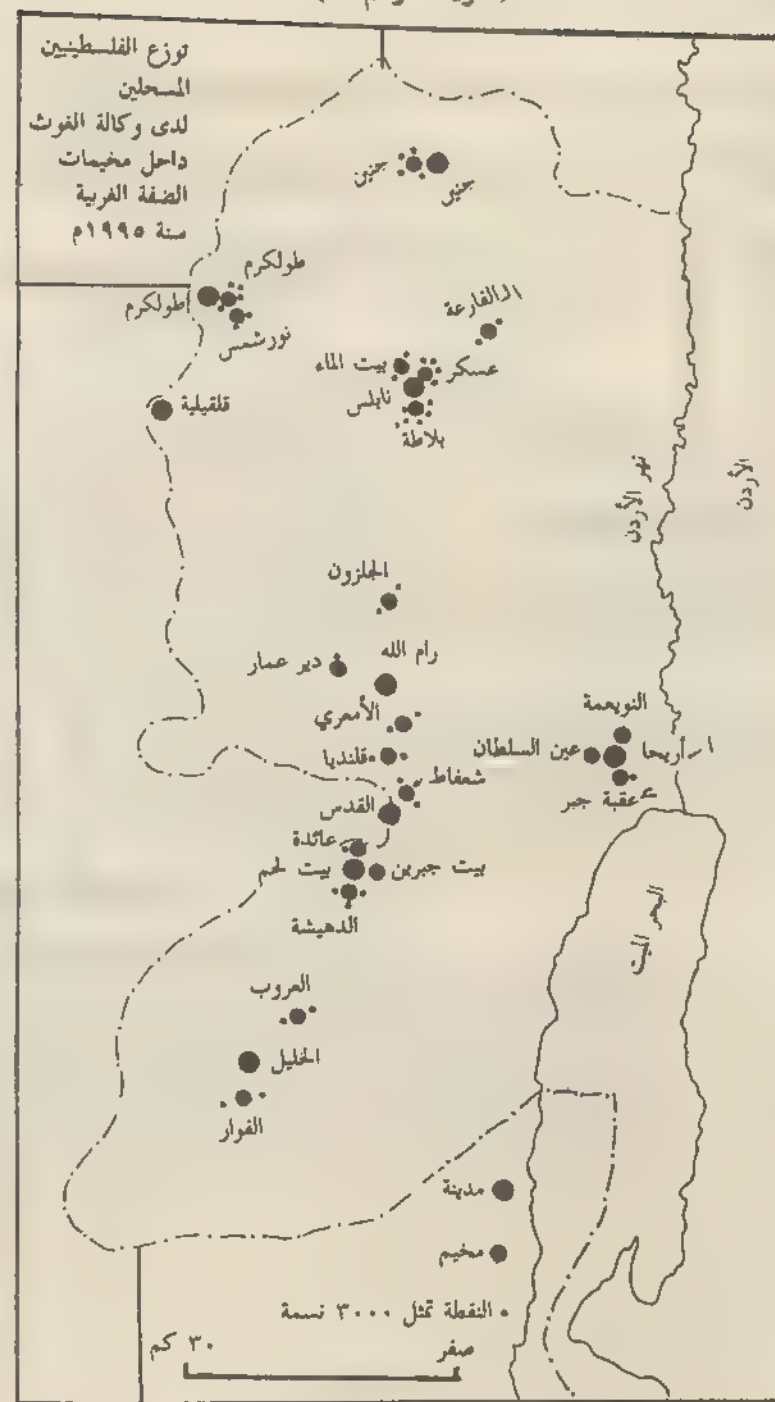 توزع الفلسطينيين
المسجلين
لدى وكالة الغوث
داخل مخيمات
الضفة الغربية
سنة ١٩٩٥م
جنين
جنين
طولكرم
طولكرم
نورشمس
الفارعة
بيت الماء
عسكر
نابلس
بلاطة
قلقيلية
نهر الأردن
الأردن
الجلزون
رام الله
دير عمار
الأمعري
قلنديا
شعفاط
القدس
النويعمة
عين السلطان
أريحا
عقبة جبر
عائدة
بيت لحم
بيت جبرين
الدهيشة
البحر الميت
العروب
الخليل
الفوار
مدينة
مخيم
النقطة تمثل ٣٠٠٠ نسمة
٣٠ كم
صفر